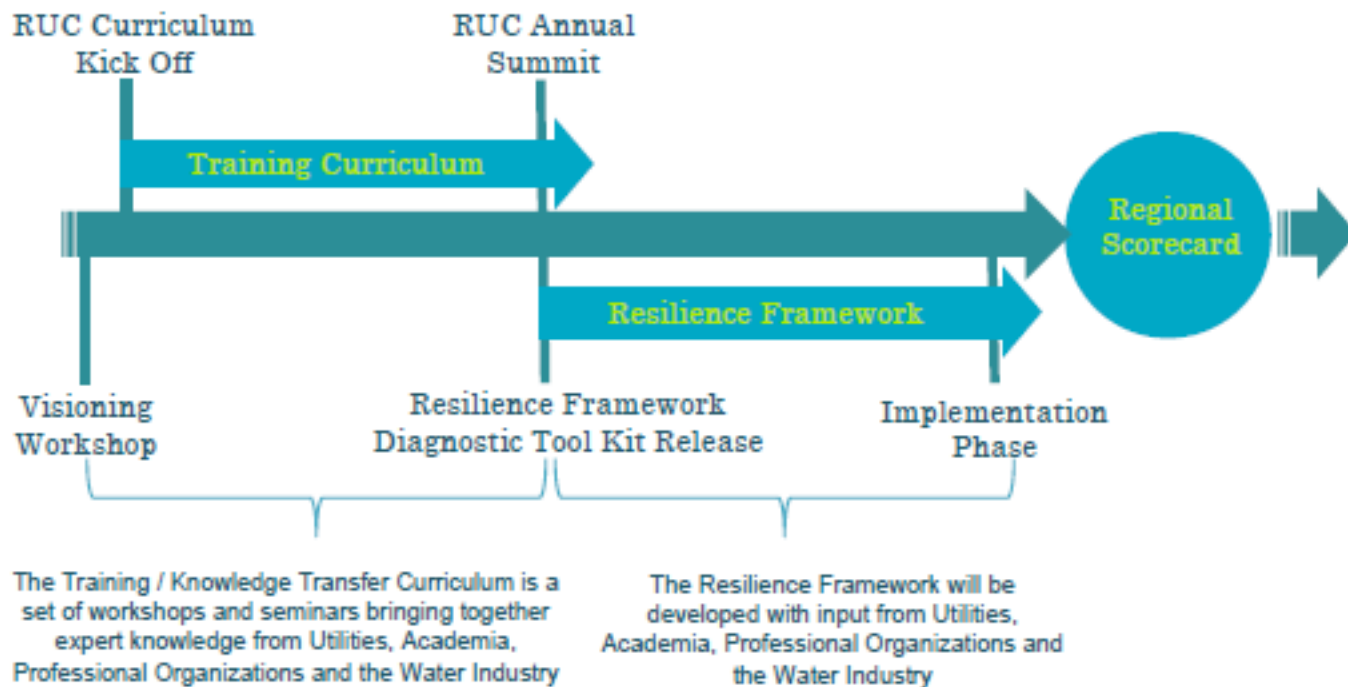 RUC Curriculum
Kick Off
RUC Annual
Summit
Training Curriculum
Regional
Scorecard
Resilience Framework
Visioning
Workshop
Resilience Framework
Diagnostic Tool Kit Release
Implementation
Phase
The Training / Knowledge Transfer Curriculum is a
set of workshops and seminars bringing together
expert knowledge from Utilities, Academia,
Professional Organizations and the Water Industry
The Resilience Framework will be
developed with input from Utilities,
Academia, Professional Organizations and
the Water Industry